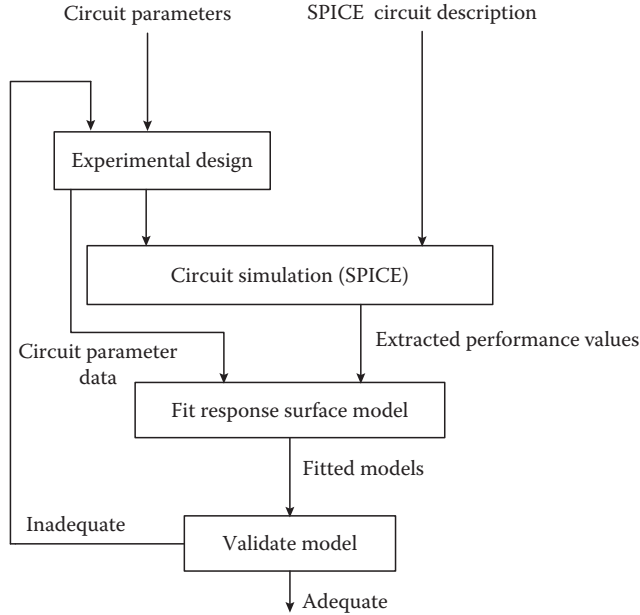 Circuit parameters
SPICE circuit description
Experimental design
Circuit simulation (SPICE)
Extracted performance values
Circuit parameter
data
Fit response surface model
Fitted models
Inadequate
Validate model
Adequate